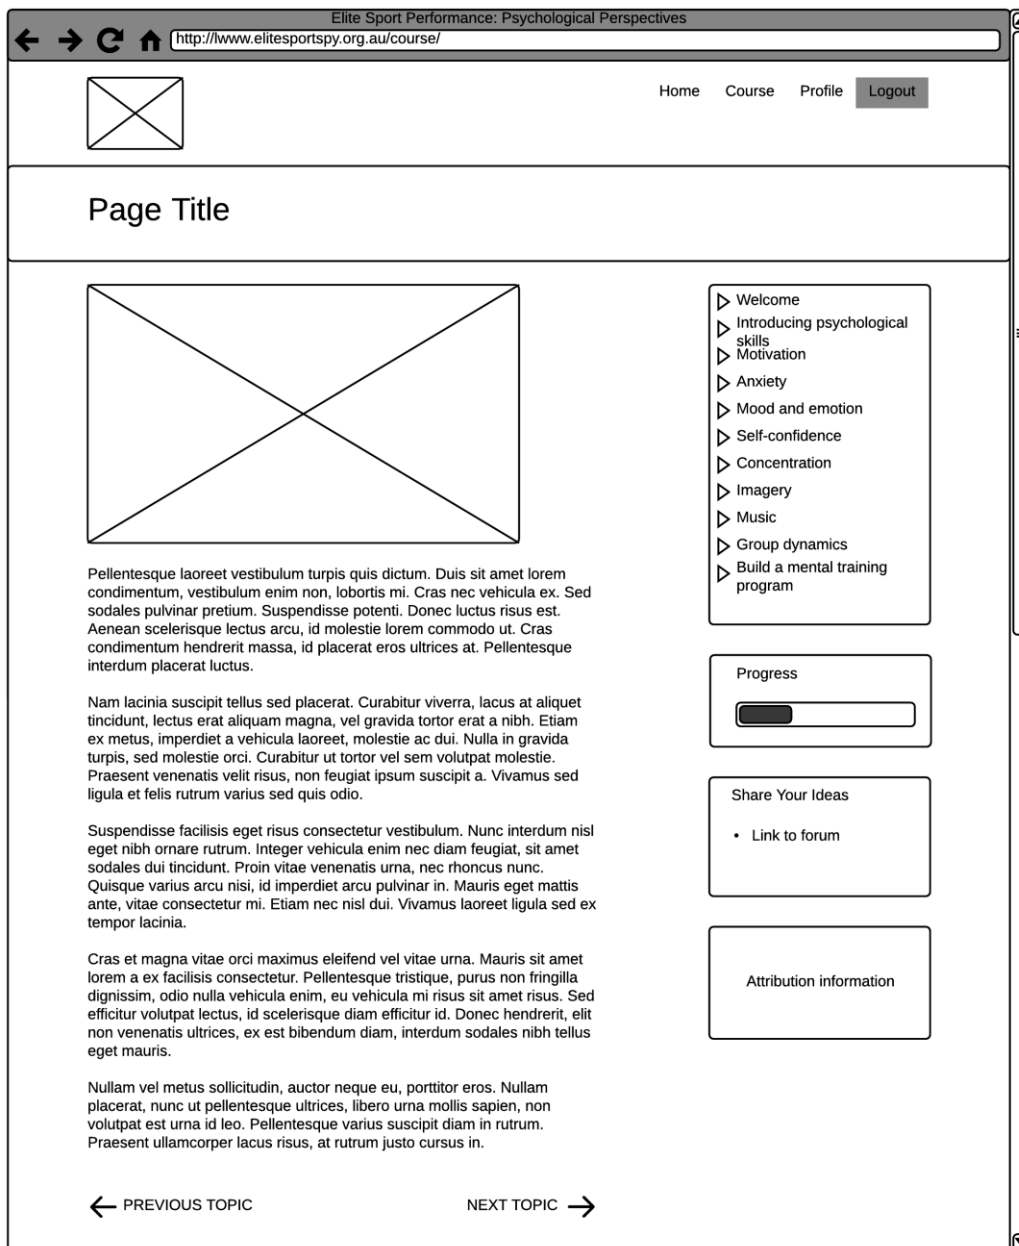 Elite Sport Performance: Psychological Perspectives
http://lwww.elitesportspy.org.au/course/
Home Course Profile Logout
Page Title
Pellentesque laoreet vestibulum turpis quis dictum. Duis sit amet lorem
condimentum, vestibulum enim non, lobortis mi. Cras nec vehicula ex. Sed
sodales pulvinar pretium. Suspendisse potenti. Donec luctus risus est.
Aenean scelerisque lectus arcu, id molestie lorem commodo ut. Cras
condimentum hendrerit massa, id placerat eros ultrices at. Pellentesque
interdum placerat luctus.
Nam lacinia suscipit tellus sed placerat. Curabitur viverra, lacus at aliquet
tincidunt, lectus erat aliquam magna, vel gravida tortor erat a nibh. Etiam
ex metus, imperdiet a vehicula laoreet, molestie ac dui. Nulla in gravida
turpis, sed molestie orci. Curabitur ut tortor vel sem volutpat molestie.
Praesent venenatis velit risus, non feugiat ipsum suscipit a. Vivamus sed
ligula et felis rutrum varius sed quis odio.
Suspendisse facilisis eget risus consectetur vestibulum. Nunc interdum nisl
eget nibh ornare rutrum. Integer vehicula enim nec diam feugiat, sit amet
sodales dui tincidunt. Proin vitae venenatis urna, nec rhoncus nunc.
Quisque varius arcu nisi, id imperdiet arcu pulvinar in. Mauris eget mattis
ante, vitae consectetur mi. Etiam nec nisl dui. Vivamus laoreet ligula sed ex
tempor lacinia.
Cras et magna vitae orci maximus eleifend vel vitae urna. Mauris sit amet
lorem a ex facilisis consectetur. Pellentesque tristique, purus non fringilla
dignissim, odio nulla vehicula enim, eu vehicula mi risus sit amet risus. Sed
efficitur volutpat lectus, id scelerisque diam efficitur id. Donec hendrerit, elit
non venenatis ultrices, ex est bibendum diam, interdum sodales nibh tellus
eget mauris.
Nullam vel metus sollicitudin, auctor neque eu, porttitor eros. Nullam
placerat, nunc ut pellentesque ultrices, libero urna mollis sapien, non
volutpat est urna id leo. Pellentesque varius suscipit diam in rutrum.
Praesent ullamcorper lacus risus, at rutrum justo cursus in.
PREVIOUS TOPIC NEXT TOPIC
Welcome
Introducing psychological
skills
Motivation
Anxiety
Mood and emotion
Self-confidence
Concentration
Imagery
Music
Group dynamics
Build a mental training
program
Progress
Share Your Ideas
• Link to forum
Attribution information